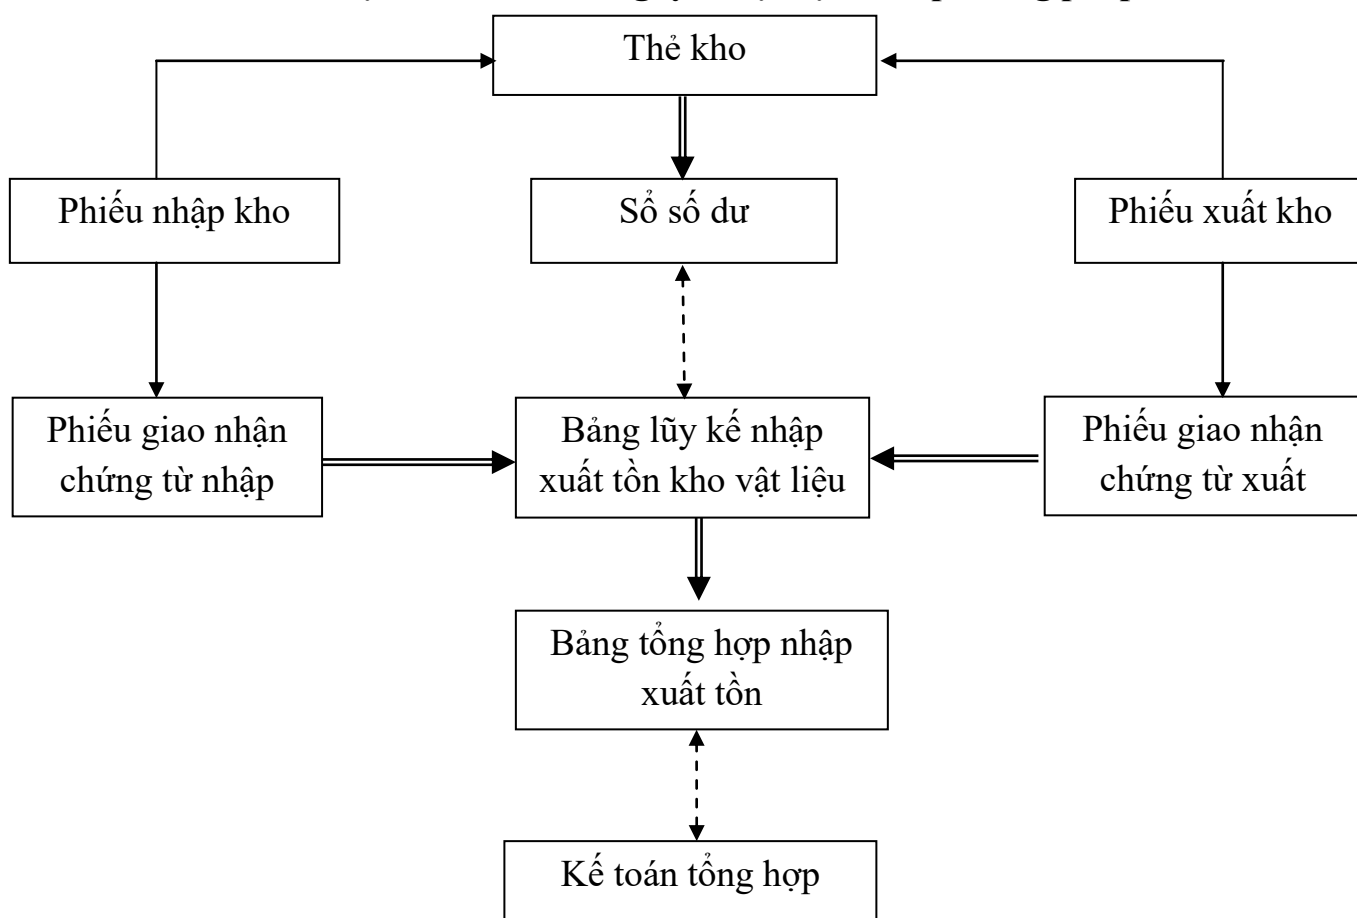 Thẻ kho
Phiếu nhập kho
Sổ số dư
Phiếu xuất kho
Phiếu giao nhận
chứng từ nhập
Bảng lũy kế nhập
xuất tồn kho vật liệu
Phiếu giao nhận
chứng từ xuất
Bảng tổng hợp nhập
xuất tồn
Kế toán tổng hợp